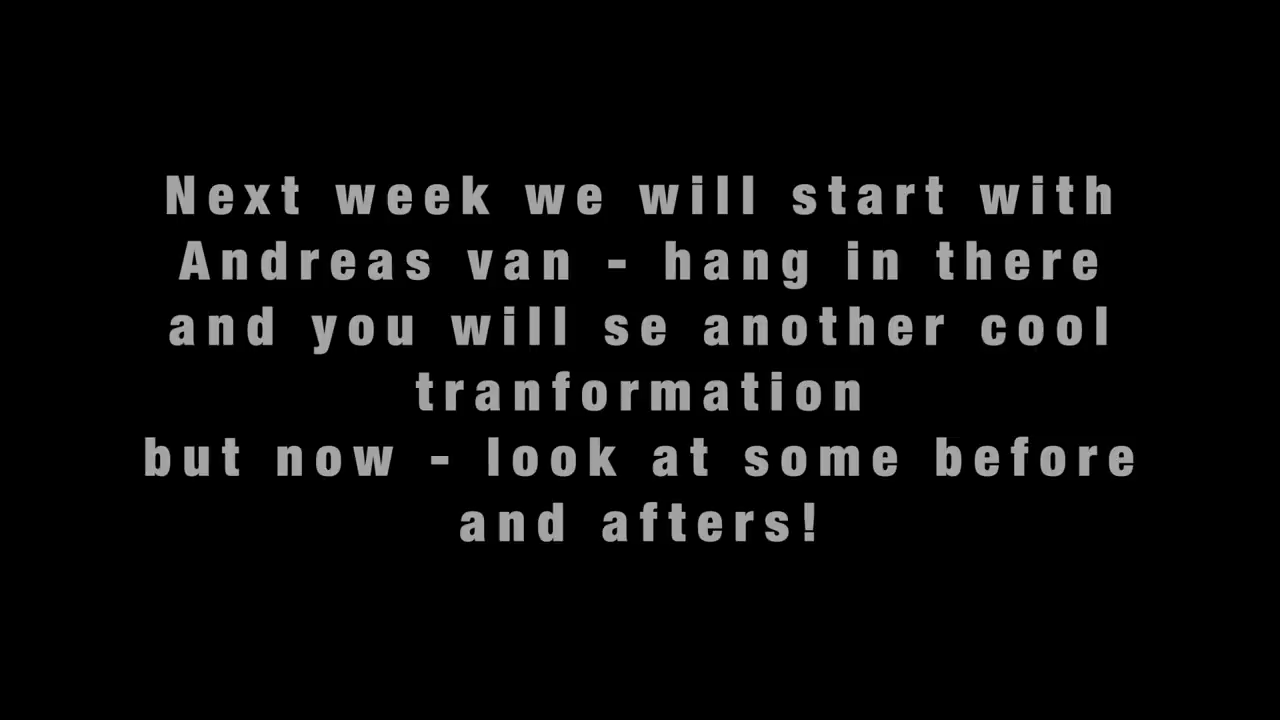 Next week we will start with
Andreas van - hang in there
and you will se another cool
tranformation
but now - look at some before
and afters!